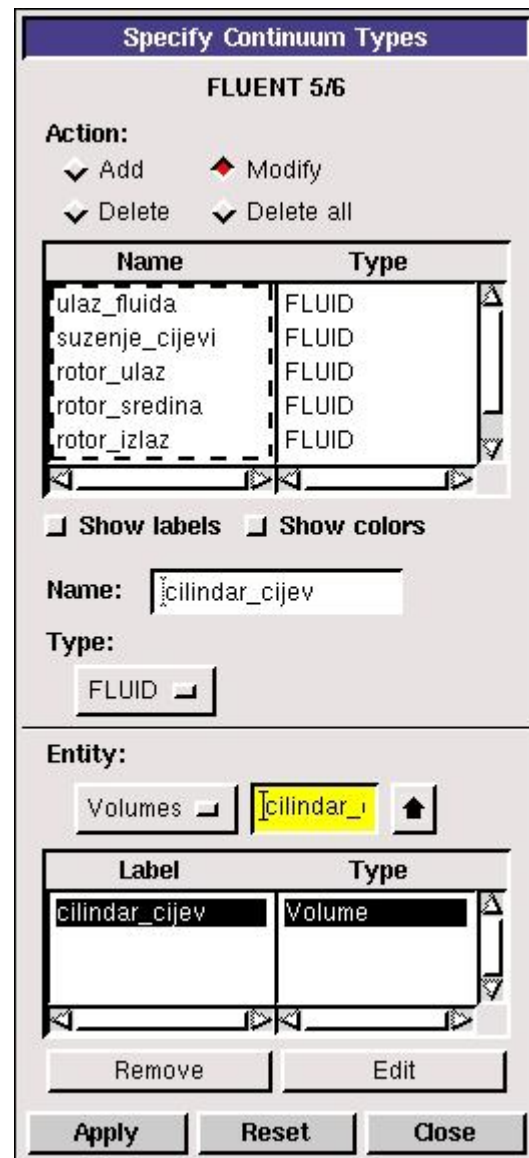 Specify Continuum Types
FLUENT 5/6
Action:
Add Modify
Delete Delete all
Name Type
ulaz_fluida FLUID
suzenje_cijevi FLUID
rotor_ulaz FLUID
rotor_sredina FLUID
rotor_izlaz FLUID
Show labels Show colors
Name: cilindar_cijev
Type:
FLUID
Entity:
Volumes cilindar_
Label Type
cilindar_cijev Volume
Remove Edit
Apply Reset Close